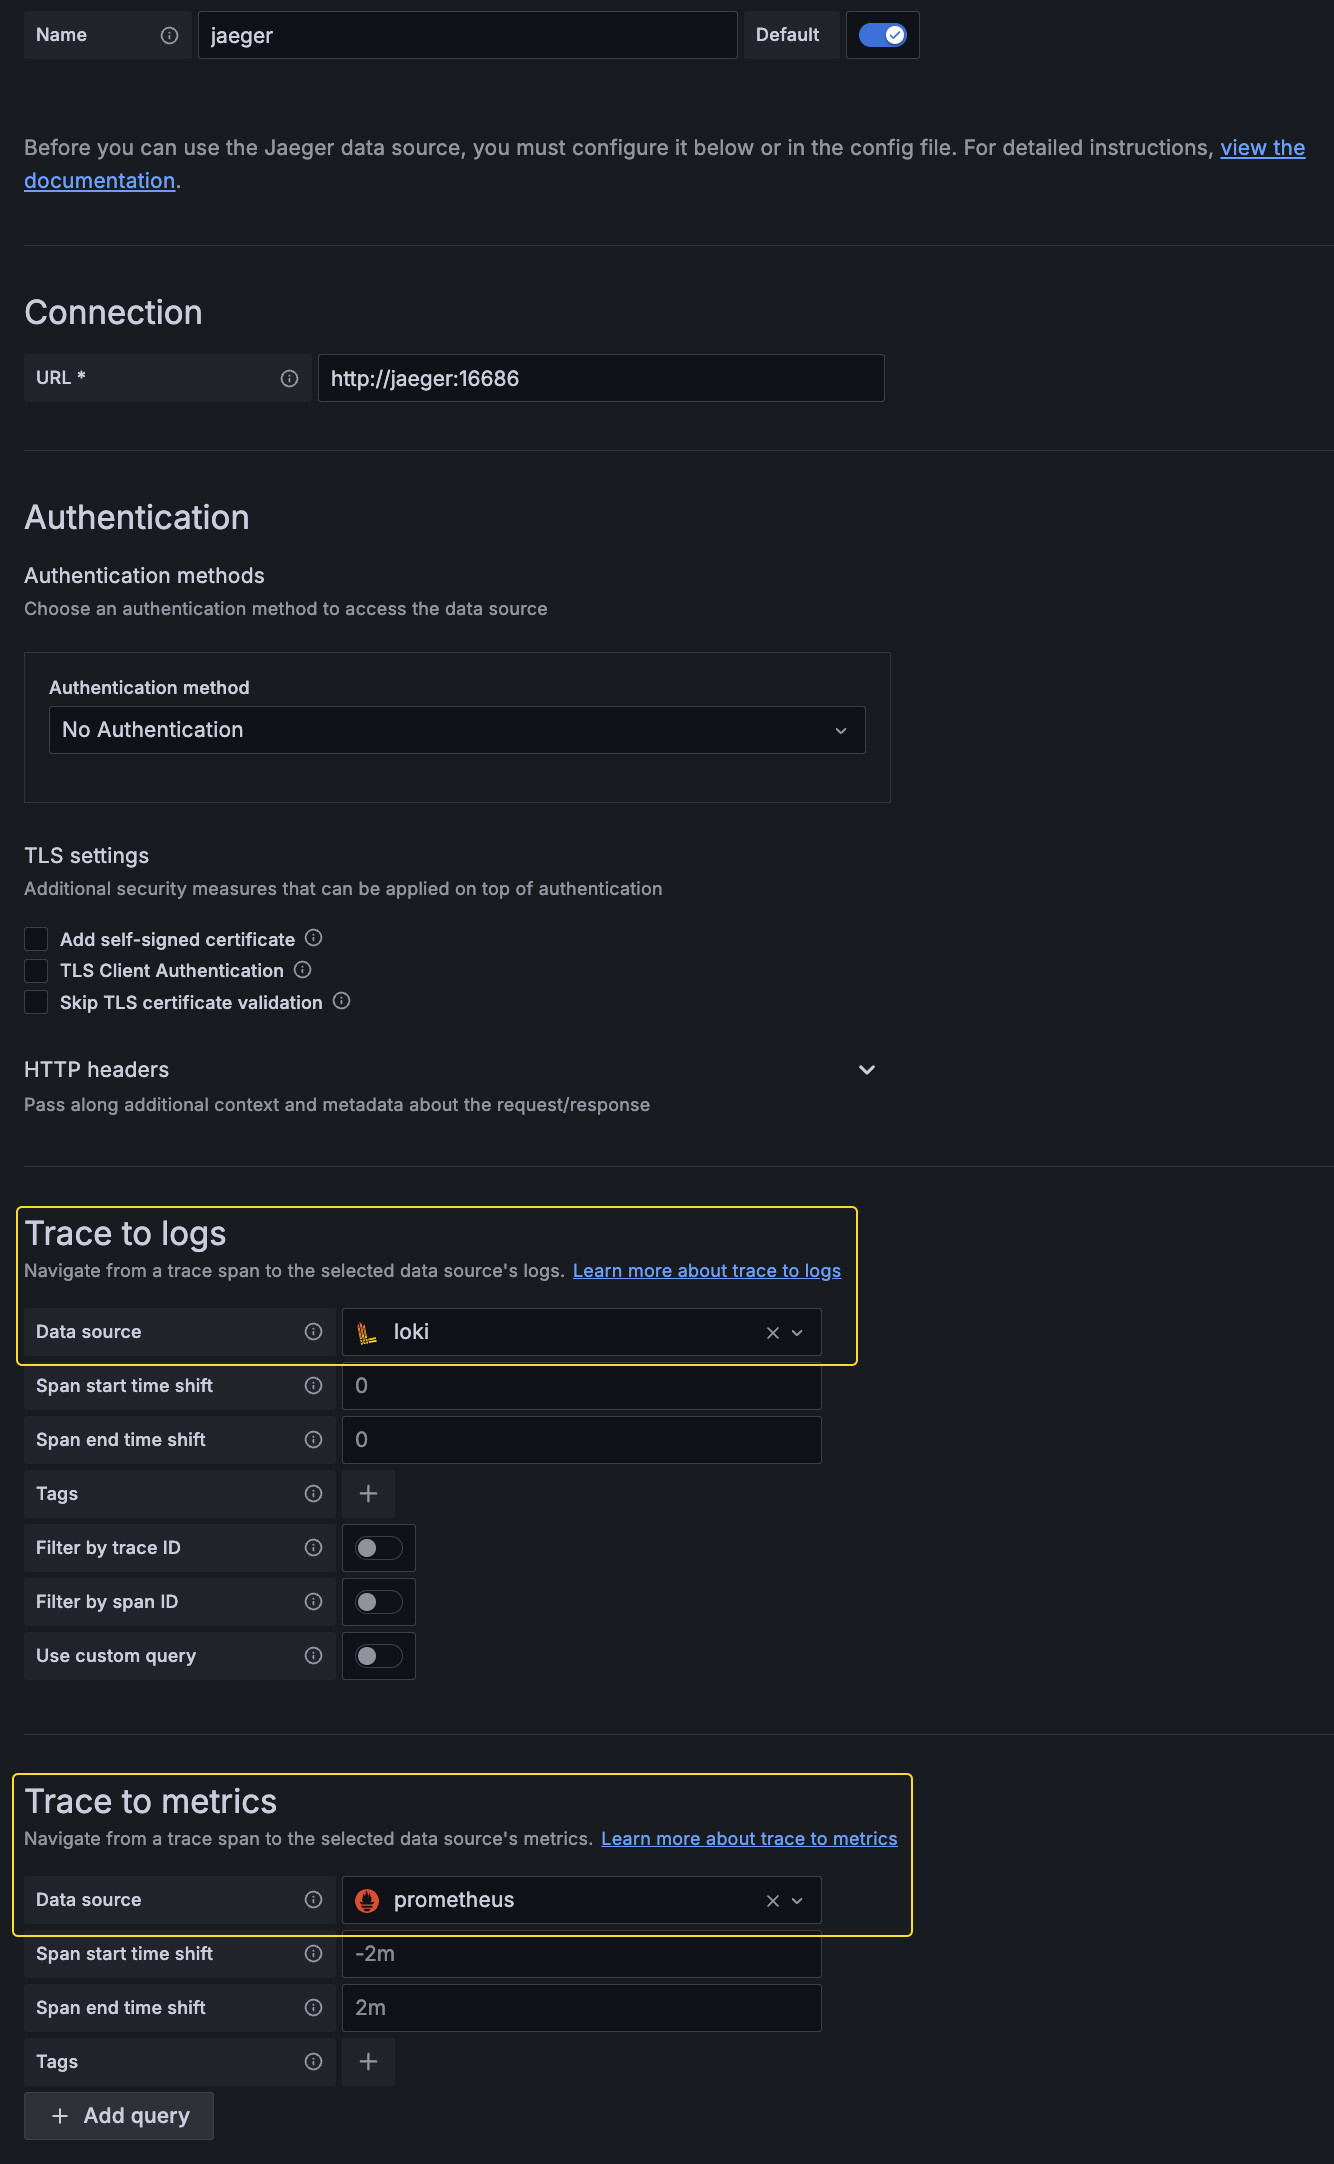 Name
jaeger
Default
Before you can use the Jaeger data source, you must configure it below or in the config file. For detailed instructions, view the
documentation.
Connection
URL *
http://jaeger:16686
Authentication
Authentication methods
Choose an authentication method to access the data source
Authentication method
No Authentication
TLS settings
Additional security measures that can be applied on top of authentication
Add self-signed certificate
TLS Client Authentication
Skip TLS certificate validation
HTTP headers
Pass along additional context and metadata about the request/response
Trace to logs
Navigate from a trace span to the selected data source's logs. Learn more about trace to logs
Data source
loki
Span start time shift
0
Span end time shift
0
Tags
Filter by trace ID
Filter by span ID
Use custom query
Trace to metrics
Navigate from a trace span to the selected data source's metrics. Learn more about trace to metrics
Data source
prometheus
Span start time shift
-2m
Span end time shift
2m
Tags
+ Add query